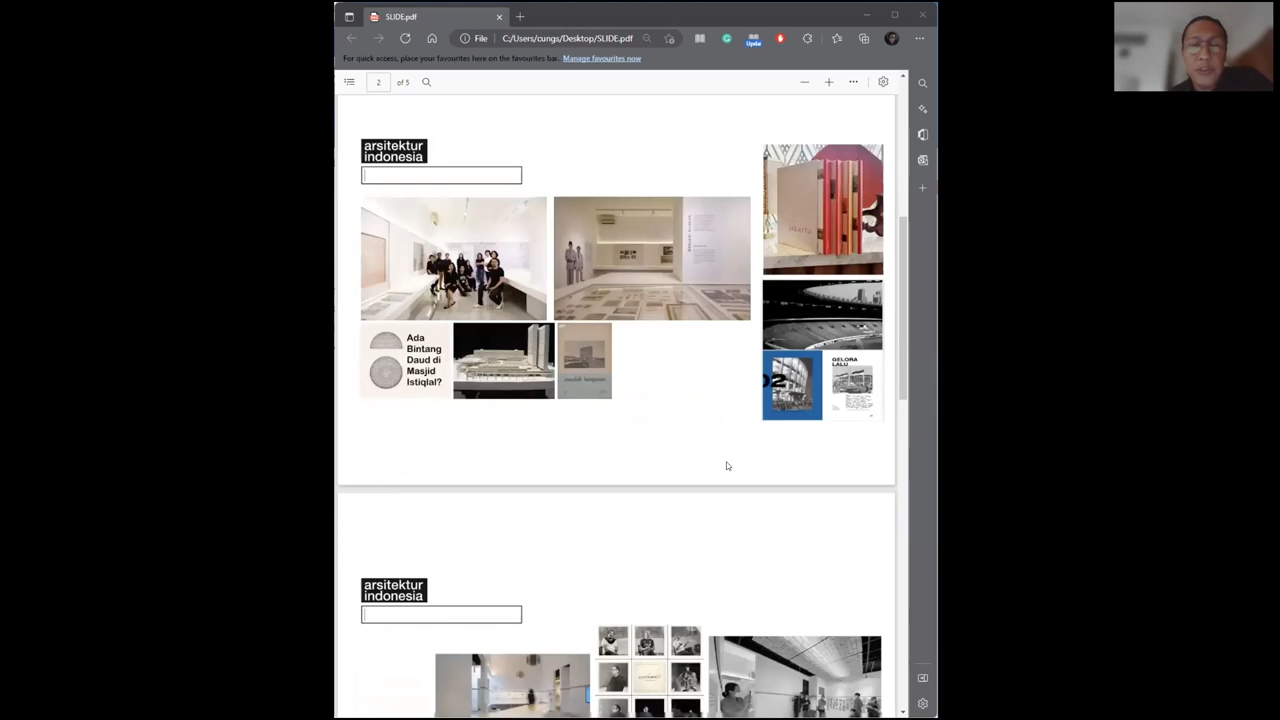 SLIDE.pdf
File
C:/Users/cungs/Desktop/SLIDE.pdf
For quick access, place your favourites here on the favourites bar. Manage favourites now
2 of 5
arsitektur
indonesia
Ada
Bintang
Daud di
Masjid
Istiqlal?
02
GELORA
LALU
arsitektur
indonesia